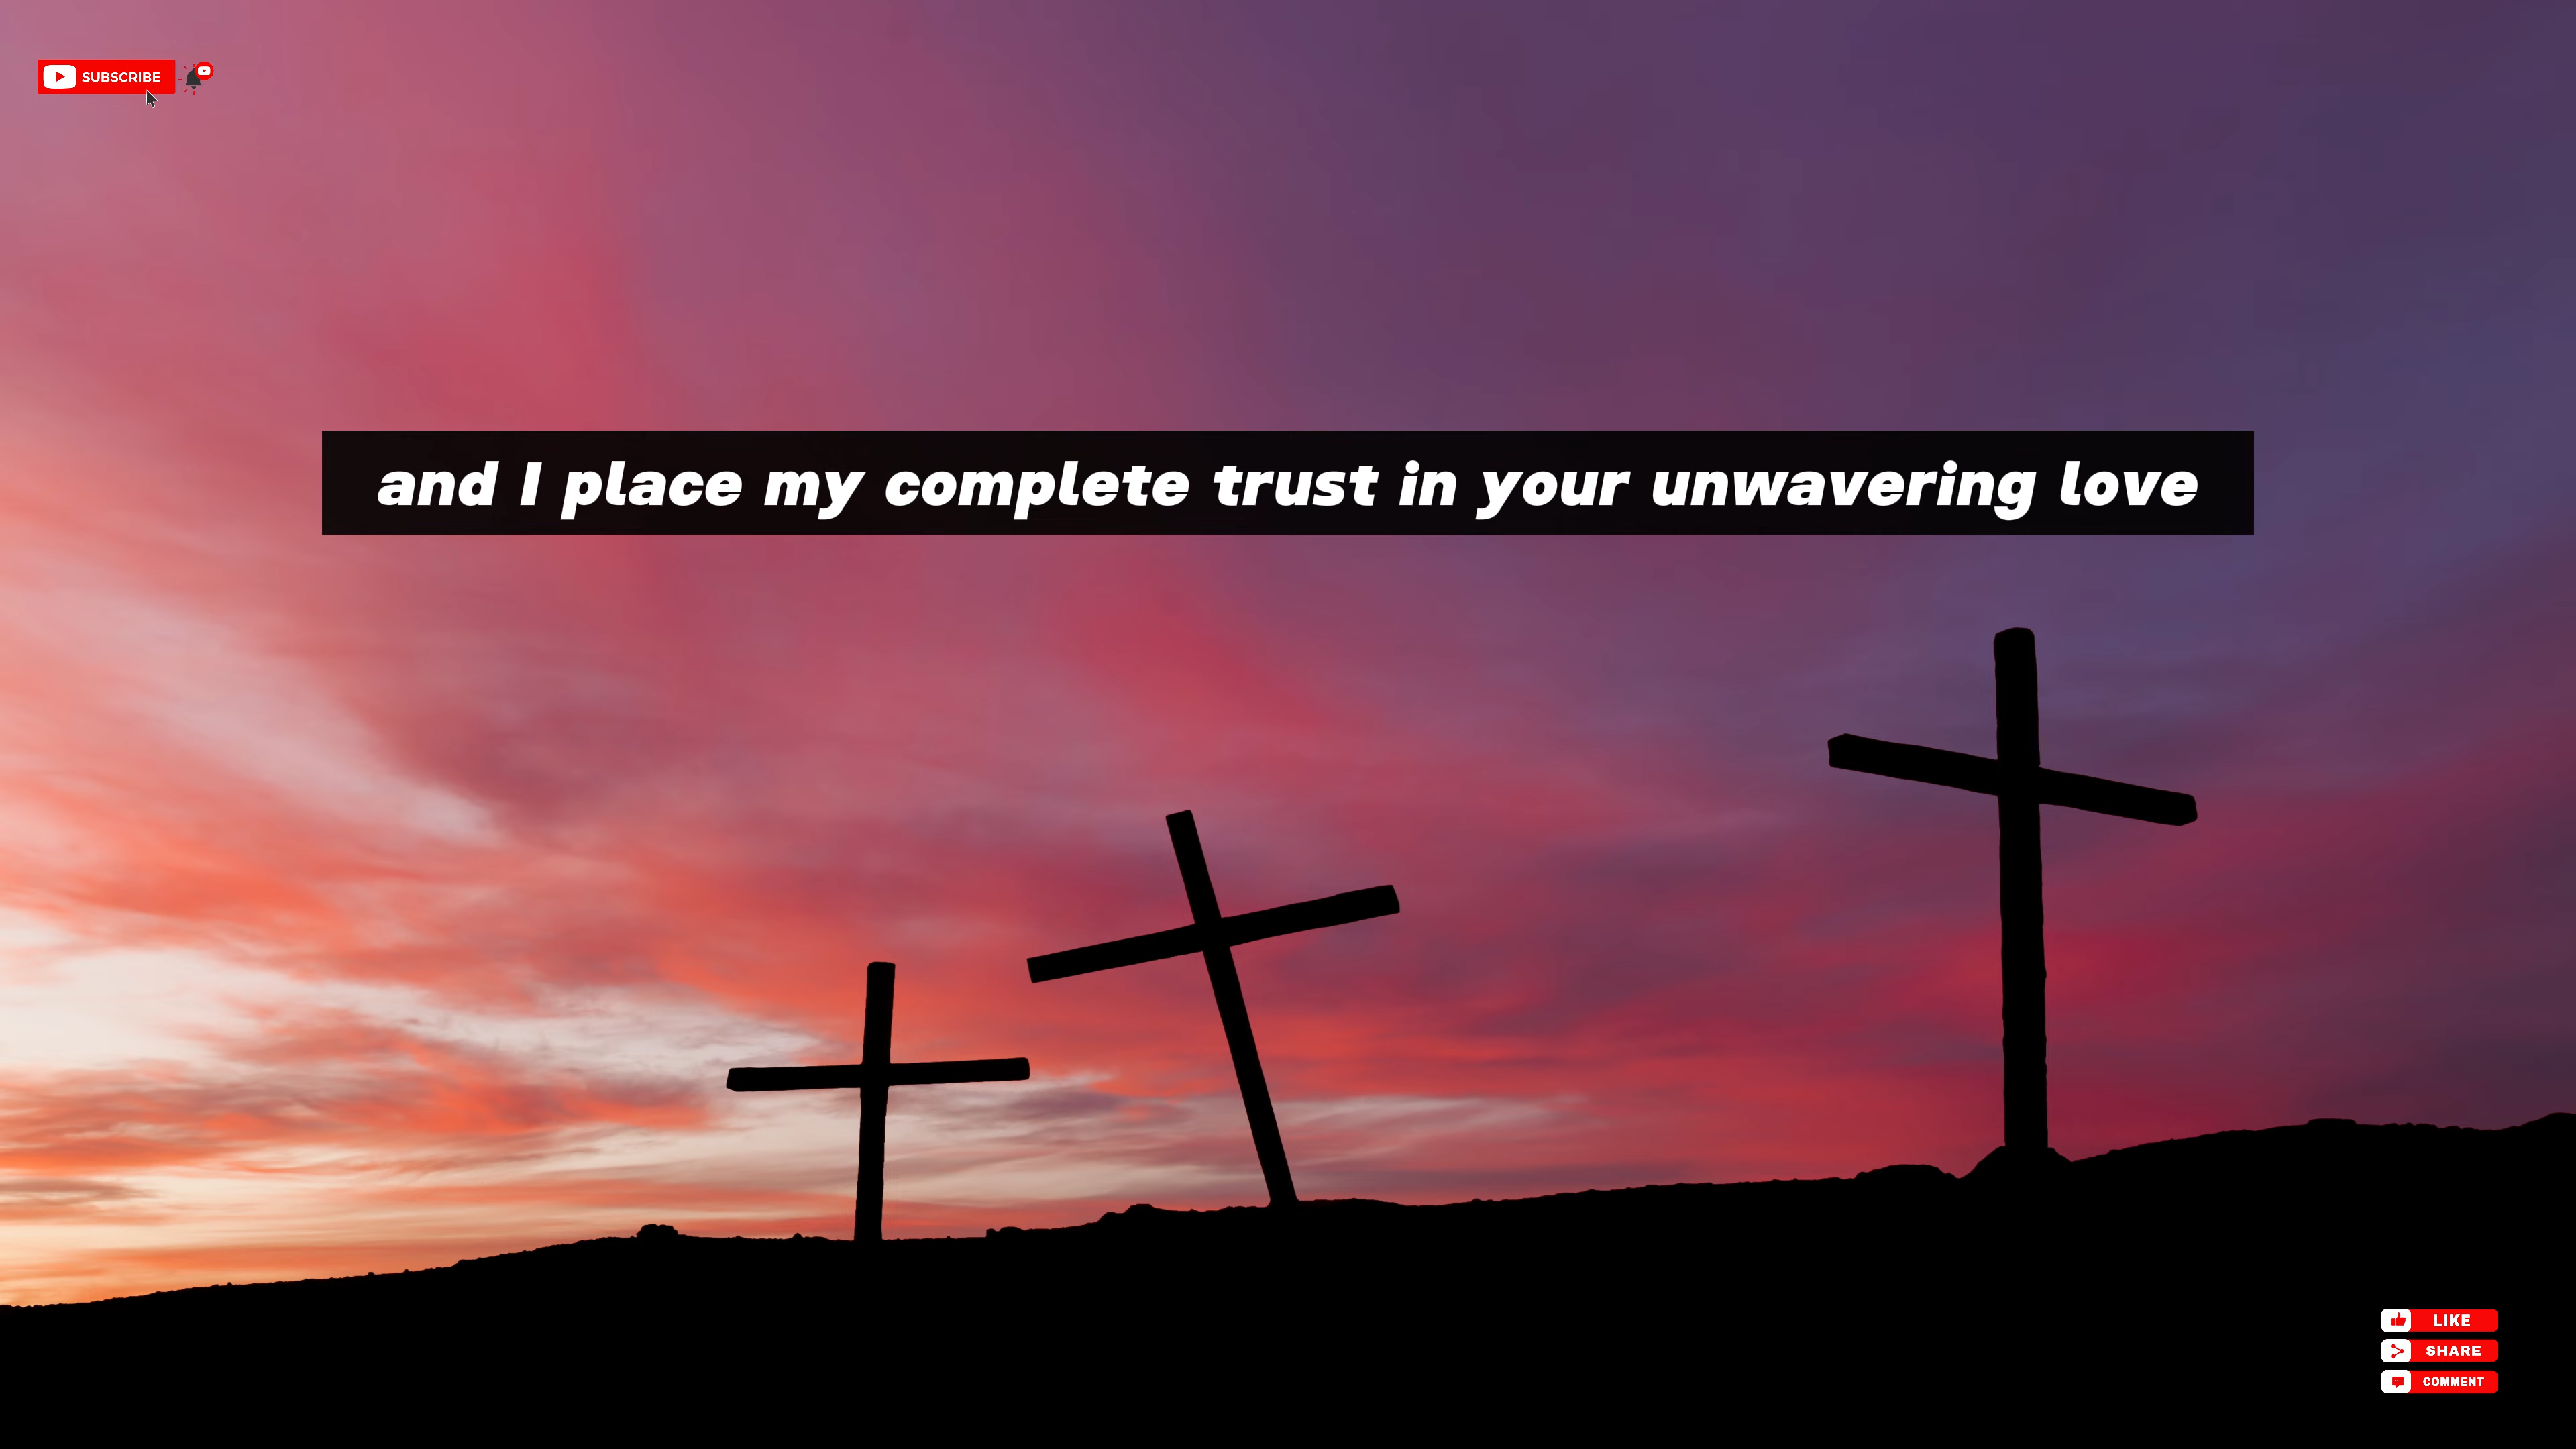 SUBSCRIBE
and I place my complete trust in your unwavering love
LIKE
SHARE
COMMENT